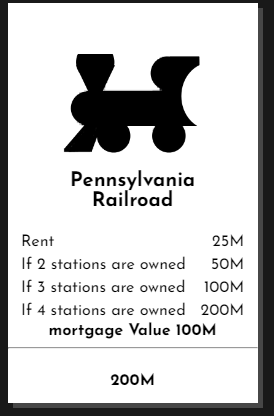 Pennsylvania
Railroad
Rent 25M
If 2 stations are owned 50M
If 3 stations are owned 100M
If 4 stations are owned 200M
mortgage Value 100M
200M